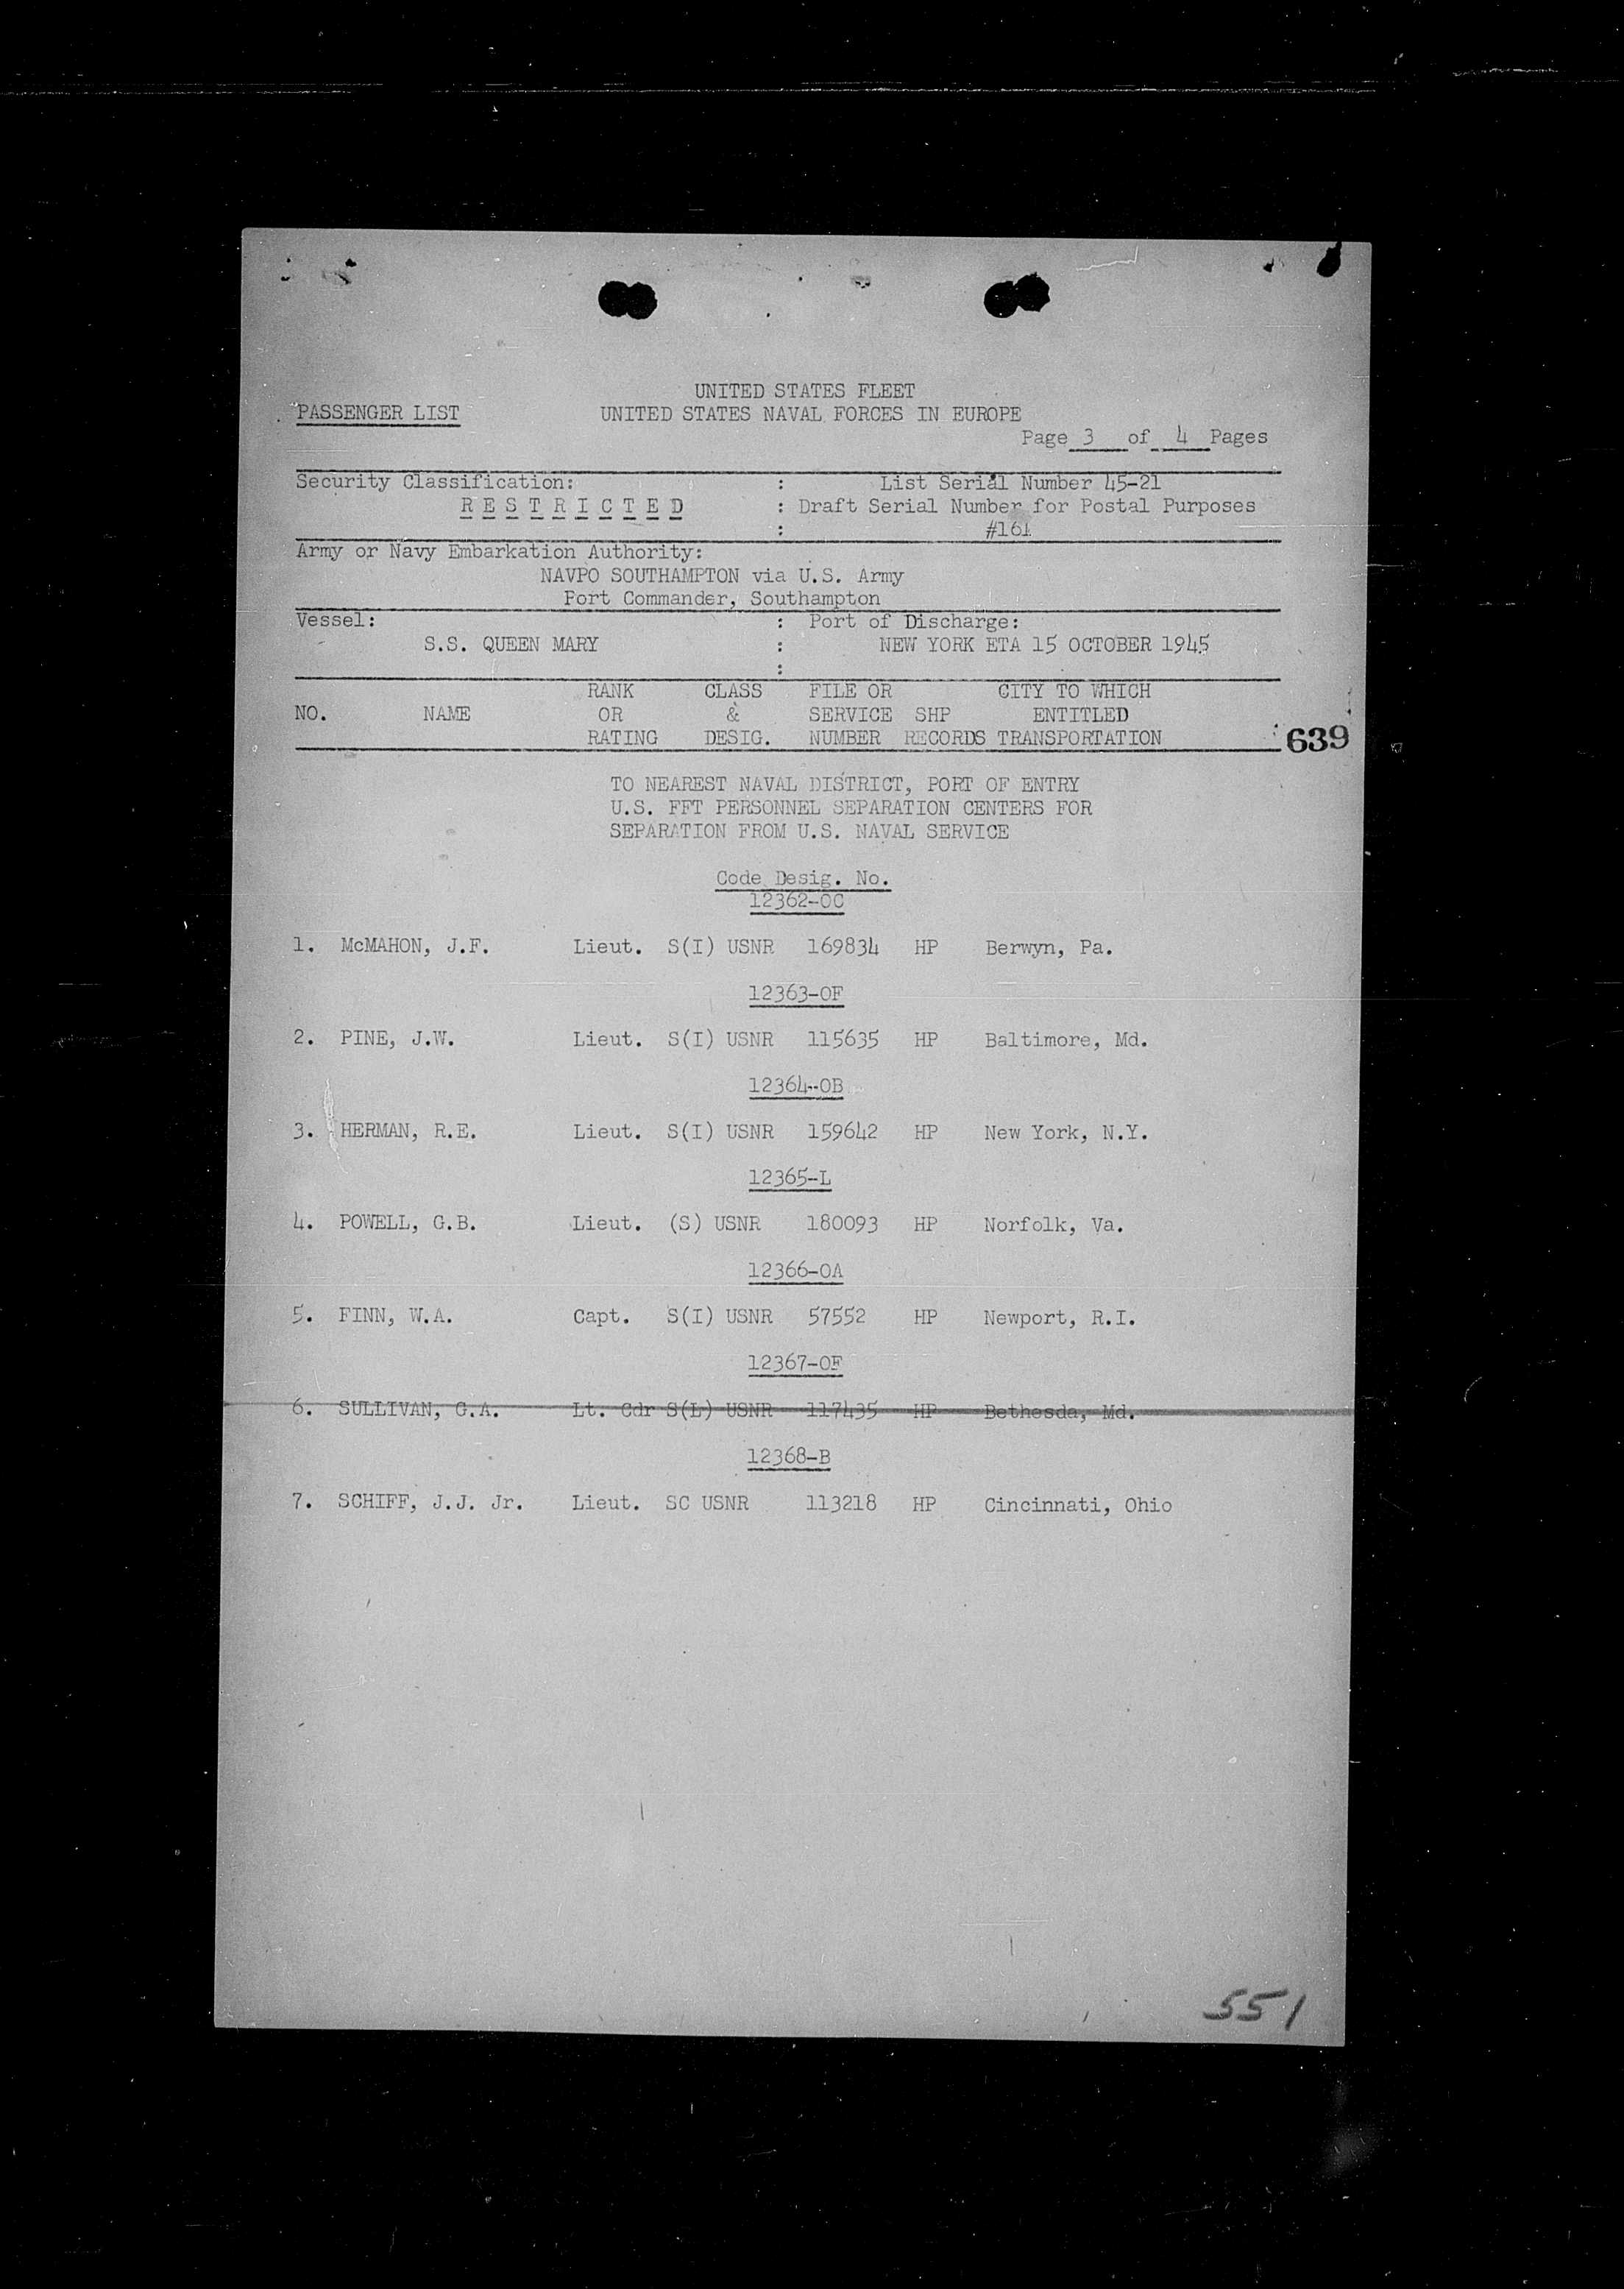 UNITED STATES FLEET
PASSENGER LIST UNITED STATES NAVAL FORCES IN EUROPE
Page 3 of 4 Pages
Security Classification: : List Serial Number 45-21
R E S T R I C T E D : Draft Serial Number for Postal Purposes
: #161
Army or Navy Embarkation Authority:
NAVPO SOUTHAMPTON via U.S. Army
Port Commander, Southampton
Vessel: : Port of Discharge:
S.S. QUEEN MARY : NEW YORK ETA 15 OCTOBER 1945
:
RANK CLASS FILE OR CITY TO WHICH
NO. NAME OR & SERVICE SHP ENTITLED
RATING DESIG. NUMBER RECORDS TRANSPORTATION 639
TO NEAREST NAVAL DISTRICT, PORT OF ENTRY
U.S. FFT PERSONNEL SEPARATION CENTERS FOR
SEPARATION FROM U.S. NAVAL SERVICE
Code Desig. No.
12362-OC
1. McMAHON, J.F. Lieut. S(I) USNR 169834 HP Berwyn, Pa.
12363-OF
2. PINE, J.W. Lieut. S(I) USNR 115635 HP Baltimore, Md.
12364-OB
3. HERMAN, R.E. Lieut. S(I) USNR 159642 HP New York, N.Y.
12365-L
4. POWELL, G.B. Lieut. (S) USNR 180093 HP Norfolk, Va.
12366-OA
5. FINN, W.A. Capt. S(I) USNR 57552 HP Newport, R.I.
12367-OF
6. SULLIVAN, G.A. Lt. Cdr S(L) USNR 117435 HP Bethesda, Md.
12368-B
7. SCHIFF, J.J. Jr. Lieut. SC USNR 113218 HP Cincinnati, Ohio
551